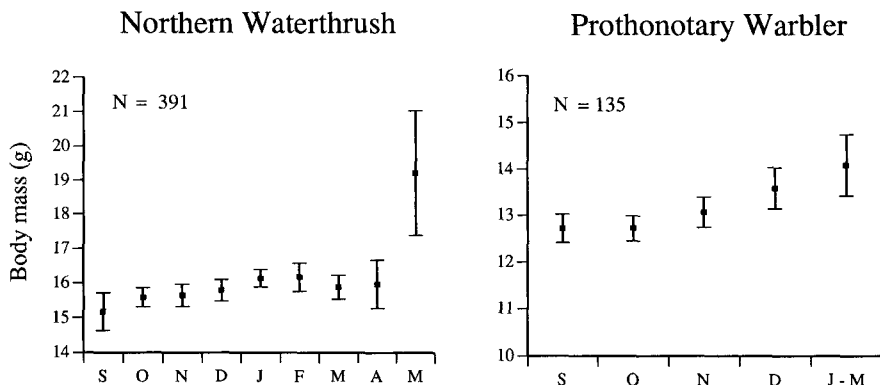 Northern Waterthrush
Body mass (g)
22
21
20
19
18
17
16
15
14
N = 391
S O N D J F M A M
Prothonotary Warbler
16
15
14
13
12
11
10
N = 135
S O N D J - M